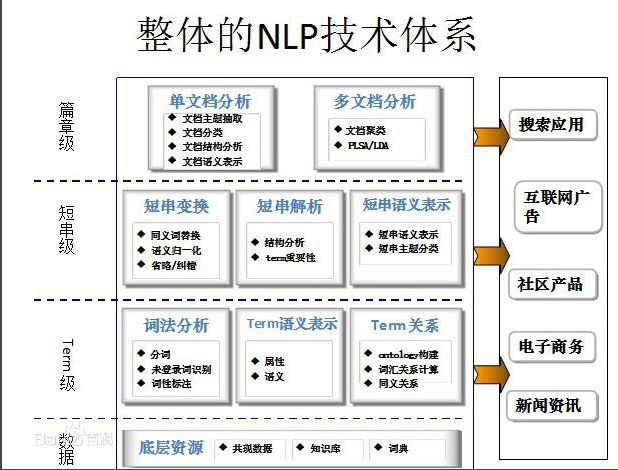 整体的NLP技术体系
篇章级
单文档分析
◆ 文档主题抽取
◆ 文档分类
◆ 文档结构分析
◆ 文档语义表示
多文档分析
◆ 文档聚类
◆ PLSA/LDA
短串级
短串变换
◆ 同义词替换
◆ 语义归一化
◆ 省略/纠错
短串解析
◆ 结构分析
◆ term重要性
短串语义表示
◆ 短串语义表示
◆ 短串主题分类
Term级
词法分析
◆ 分词
◆ 未登录词识别
◆ 词性标注
Term语义表示
◆ 属性
◆ 语义
Term关系
◆ ontology构建
◆ 词汇关系计算
◆ 同义关系
数据
底层资源
◆ 共现数据
◆ 知识库
◆ 词典
搜索应用
互联网广
告
社区产品
电子商务
新闻资讯
Baidu百科